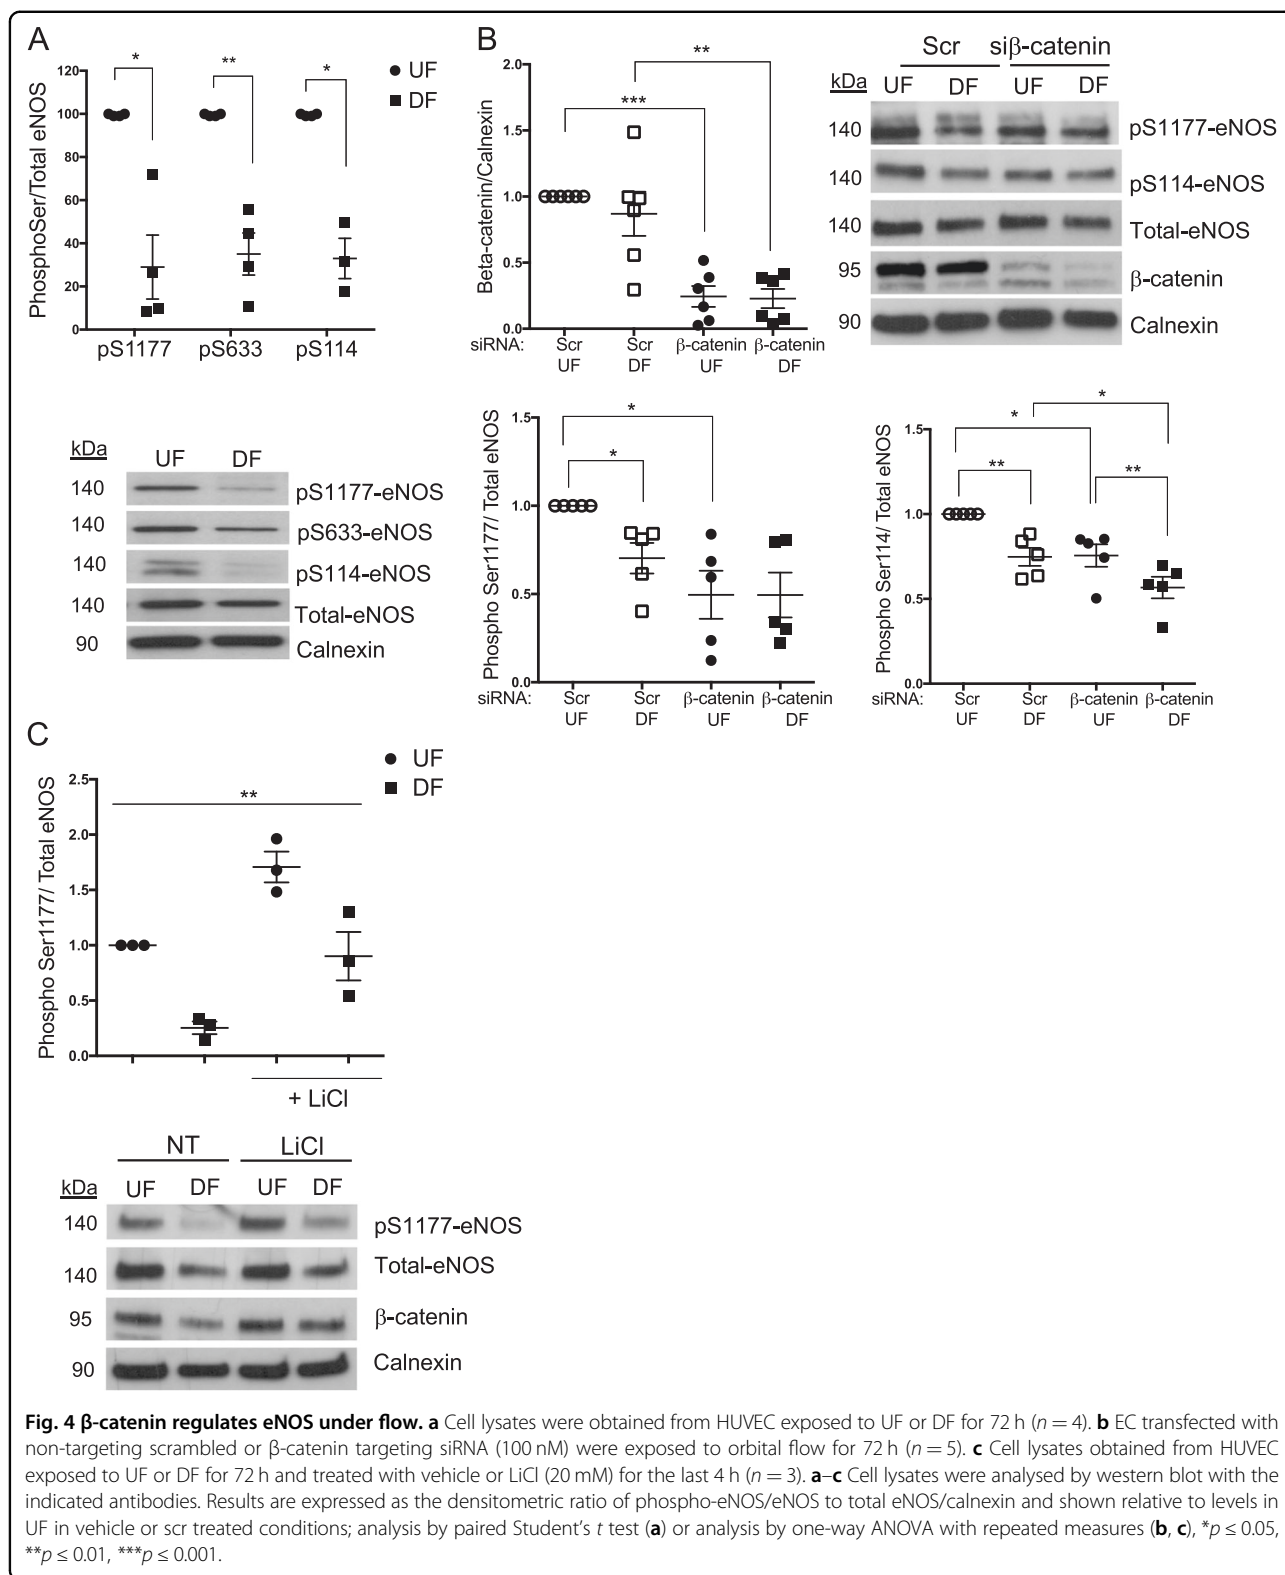 A
* ** * ● UF
■ DF
PhosphoSer/Total eNOS
120
100
80
60
40
20
0
pS1177 pS633 pS114
kDa UF DF
140 pS1177-eNOS
140 pS633-eNOS
140 pS114-eNOS
140 Total-eNOS
90 Calnexin
B
**
***
Beta-catenin/Calnexin
2.0
1.5
1.0
0.5
0.0
siRNA: Scr Scr β-catenin β-catenin
UF DF UF DF
Scr siβ-catenin
kDa UF DF UF DF
140 pS1177-eNOS
140 pS114-eNOS
140 Total-eNOS
95 β-catenin
90 Calnexin
*
*
Phospho Ser1177/ Total eNOS
1.5
1.0
0.5
0.0
siRNA: Scr Scr β-catenin β-catenin
UF DF UF DF
*
*
** **
Phospho Ser114/ Total eNOS
1.5
1.0
0.5
0.0
siRNA: Scr Scr β-catenin β-catenin
UF DF UF DF
C
● UF
■ DF
**
Phospho Ser1177/ Total eNOS
2.5
2.0
1.5
1.0
0.5
0.0
+ LiCl
NT LiCl
kDa UF DF UF DF
140 pS1177-eNOS
140 Total-eNOS
95 β-catenin
90 Calnexin
Fig. 4 β-catenin regulates eNOS under flow. a Cell lysates were obtained from HUVEC exposed to UF or DF for 72 h (n = 4). b EC transfected with
non-targeting scrambled or β-catenin targeting siRNA (100 nM) were exposed to orbital flow for 72 h (n = 5). c Cell lysates obtained from HUVEC
exposed to UF or DF for 72 h and treated with vehicle or LiCl (20 mM) for the last 4 h (n = 3). a–c Cell lysates were analysed by western blot with the
indicated antibodies. Results are expressed as the densitometric ratio of phospho-eNOS/eNOS to total eNOS/calnexin and shown relative to levels in
UF in vehicle or scr treated conditions; analysis by paired Student's t test (a) or analysis by one-way ANOVA with repeated measures (b, c), *p ≤ 0.05,
**p ≤ 0.01, ***p ≤ 0.001.